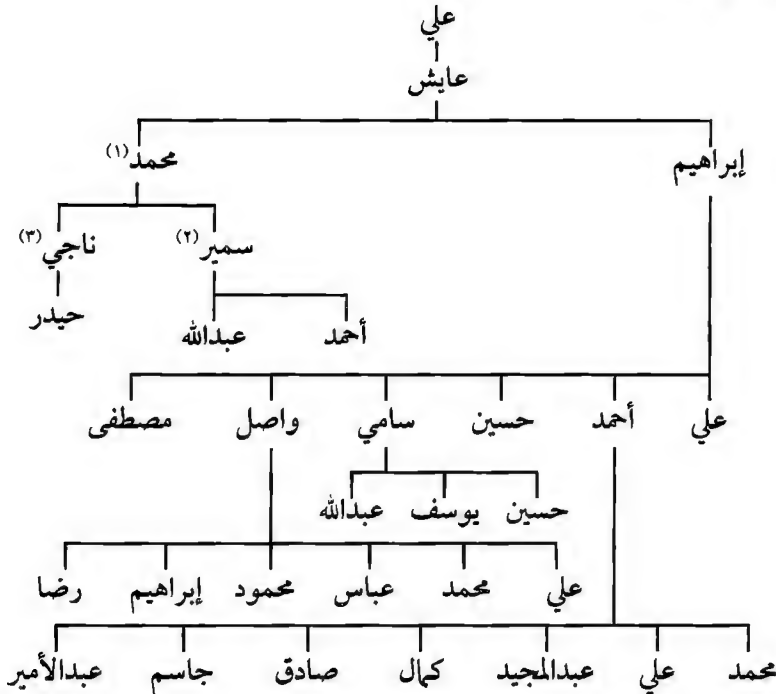 علي
عايش
إبراهيم محمد(١)
سمير(٢) ناجي(٣)
أحمد عبدالله حيدر
علي أحمد حسين سامي واصل مصطفى
حسين يوسف عبدالله
علي محمد عباس محمود إبراهيم رضا
محمد علي عبدالمجيد كمال صادق جاسم عبدالأمير